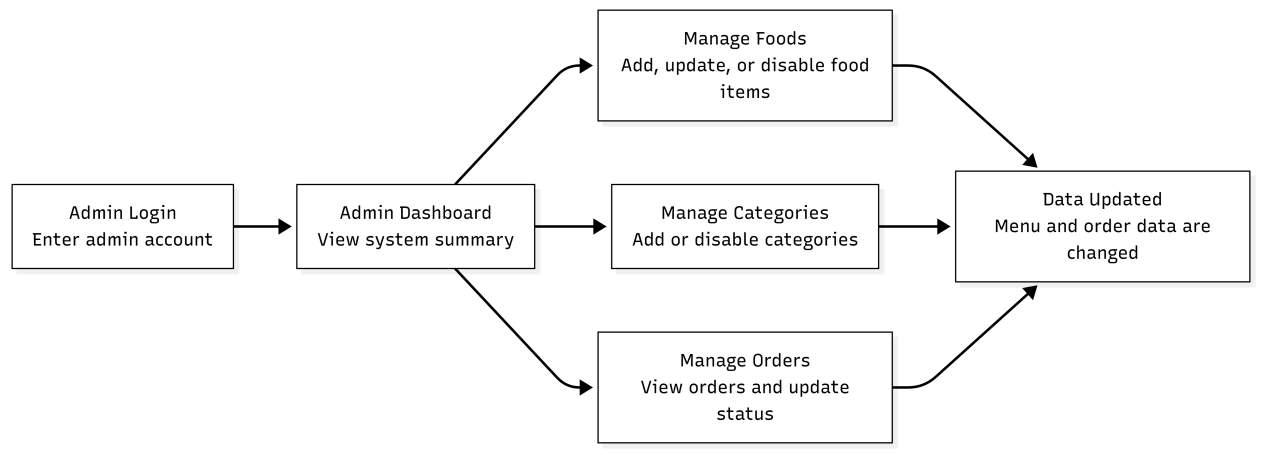 Admin Login
Enter admin account
Admin Dashboard
View system summary
Manage Foods
Add, update, or disable food
items
Manage Categories
Add or disable categories
Manage Orders
View orders and update
status
Data Updated
Menu and order data are
changed